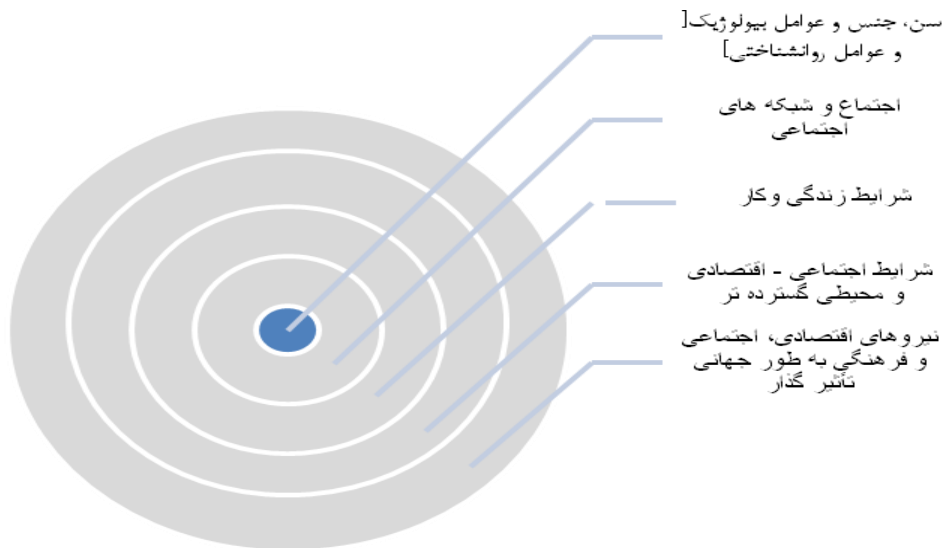 سن، جنس و عوامل بیولوژیک[
و عوامل روانشناختی]
اجتماع و شبکه های
اجتماعی
شرایط زندگی وکار
شرایط اجتماعی - اقتصادی
و محیطی گسترده تر
نیروهای اقتصادی، اجتماعی
و فرهنگی به طور جهانی
تأثیر گذار